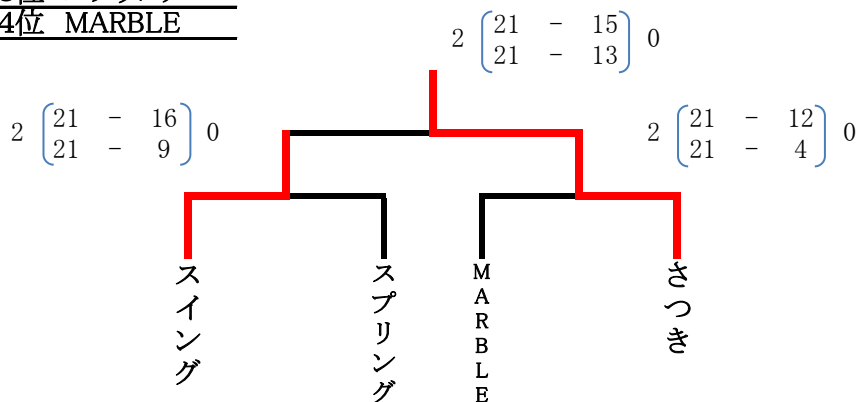 4位 MARBLE
2 21 - 15 0
21 - 13
2 21 - 16 0
21 - 9
2 21 - 12 0
21 - 4
スイング
スプリング
MARBLE
さつき